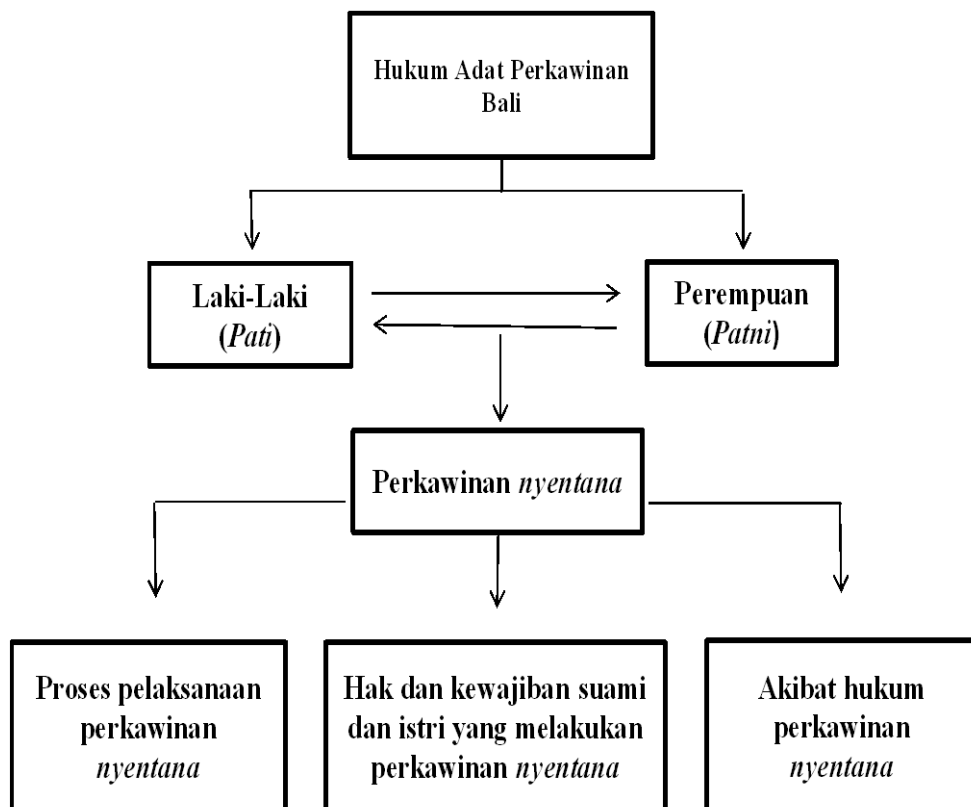 Hukum Adat Perkawinan
Bali
Laki-Laki
(Pati)
Perempuan
(Patni)
Perkawinan nyentana
Proses pelaksanaan
perkawinan
nyentana
Hak dan kewajiban suami
dan istri yang melakukan
perkawinan nyentana
Akibat hukum
perkawinan
nyentana